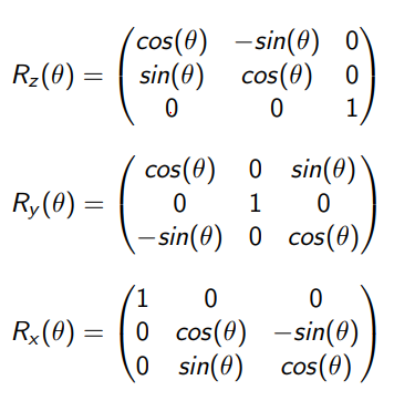 R_z(θ) = ( cos(θ) −sin(θ) 0
sin(θ) cos(θ) 0
0 0 1 )
R_y(θ) = ( cos(θ) 0 sin(θ)
0 1 0
−sin(θ) 0 cos(θ) )
R_x(θ) = ( 1 0 0
0 cos(θ) −sin(θ)
0 sin(θ) cos(θ) )